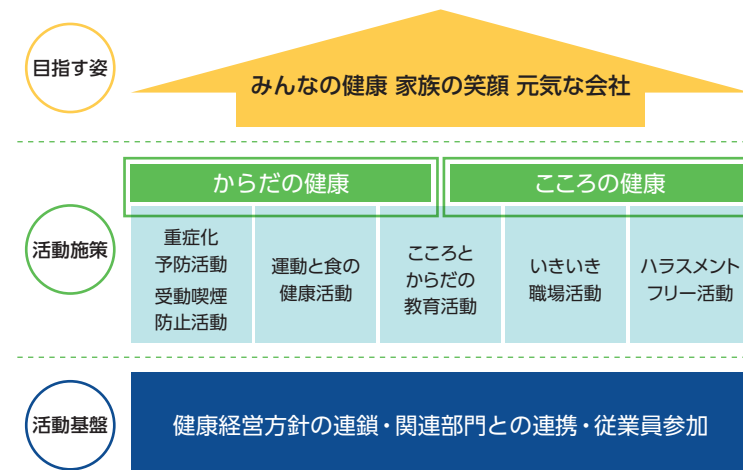 目指す姿
みんなの健康 家族の笑顔 元気な会社
からだの健康
こころの健康
活動施策
重症化
予防活動
受動喫煙
防止活動
運動と食の
健康活動
こころと
からだの
教育活動
いきいき
職場活動
ハラスメント
フリー活動
活動基盤
健康経営方針の連鎖・関連部門との連携・従業員参加